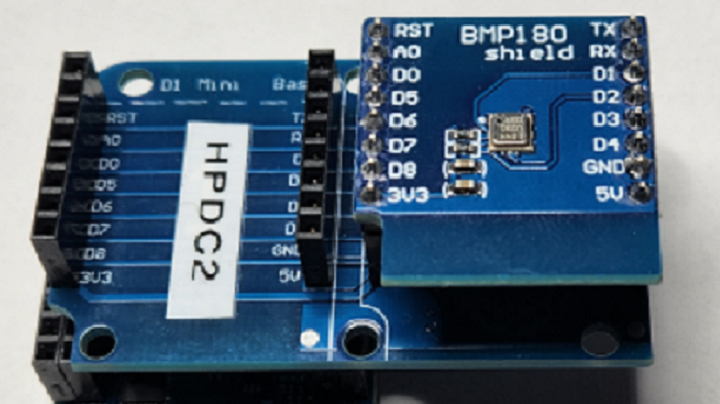 D1 Mini Bas
RST
A0
D0
D5
D6
D7
D8
3V3
GND
5V
HPDC2
BMP180
shield
RST
A0
D0
D5
D6
D7
D8
3V3
TX
RX
D1
D2
D3
D4
GND
5V